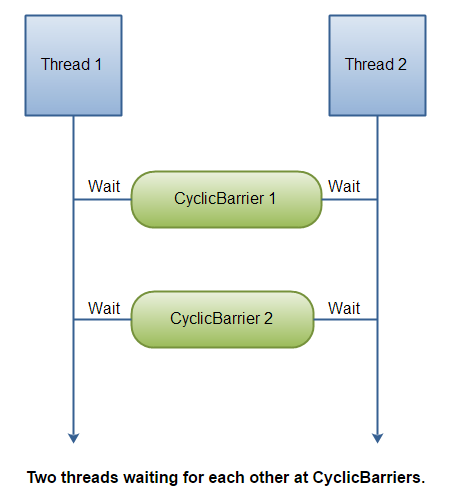 Thread 1
Thread 2
Wait
CyclicBarrier 1
Wait
Wait
CyclicBarrier 2
Wait
Two threads waiting for each other at CyclicBarriers.